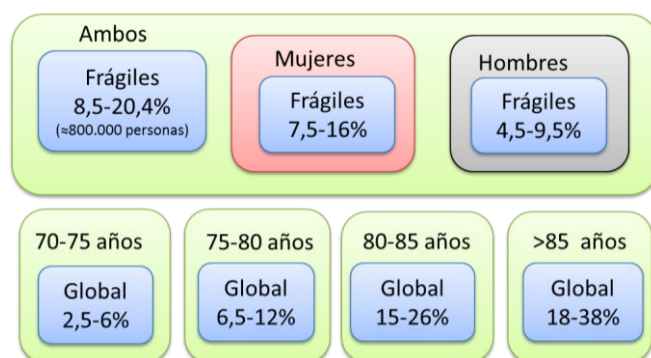 Ambos
Frágiles
8,5-20,4%
(≈800.000 personas)
Mujeres
Frágiles
7,5-16%
Hombres
Frágiles
4,5-9,5%
70-75 años
Global
2,5-6%
75-80 años
Global
6,5-12%
80-85 años
Global
15-26%
>85 años
Global
18-38%